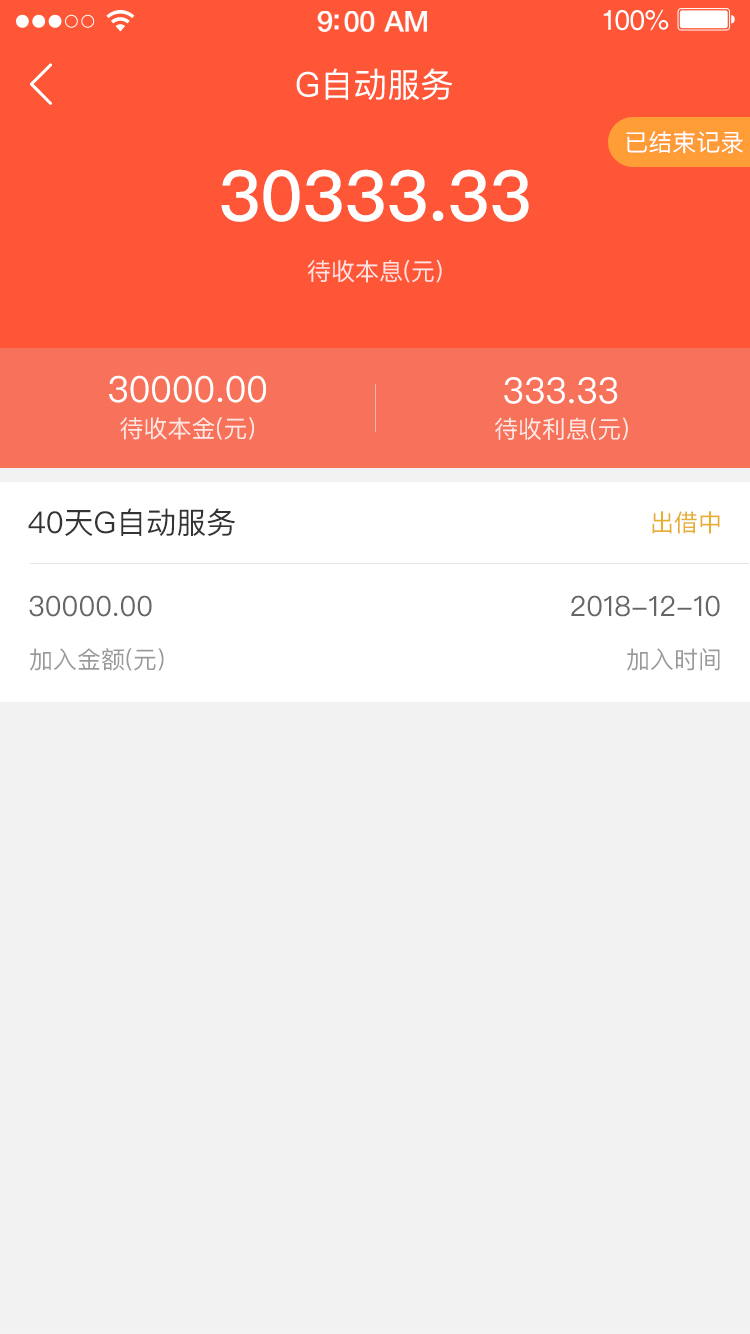 9:00 AM
100%
G自动服务
已结束记录
30333.33
待收本息(元)
30000.00
333.33
待收本金(元)
待收利息(元)
40天G自动服务
出借中
30000.00
2018-12-10
加入金额(元)
加入时间